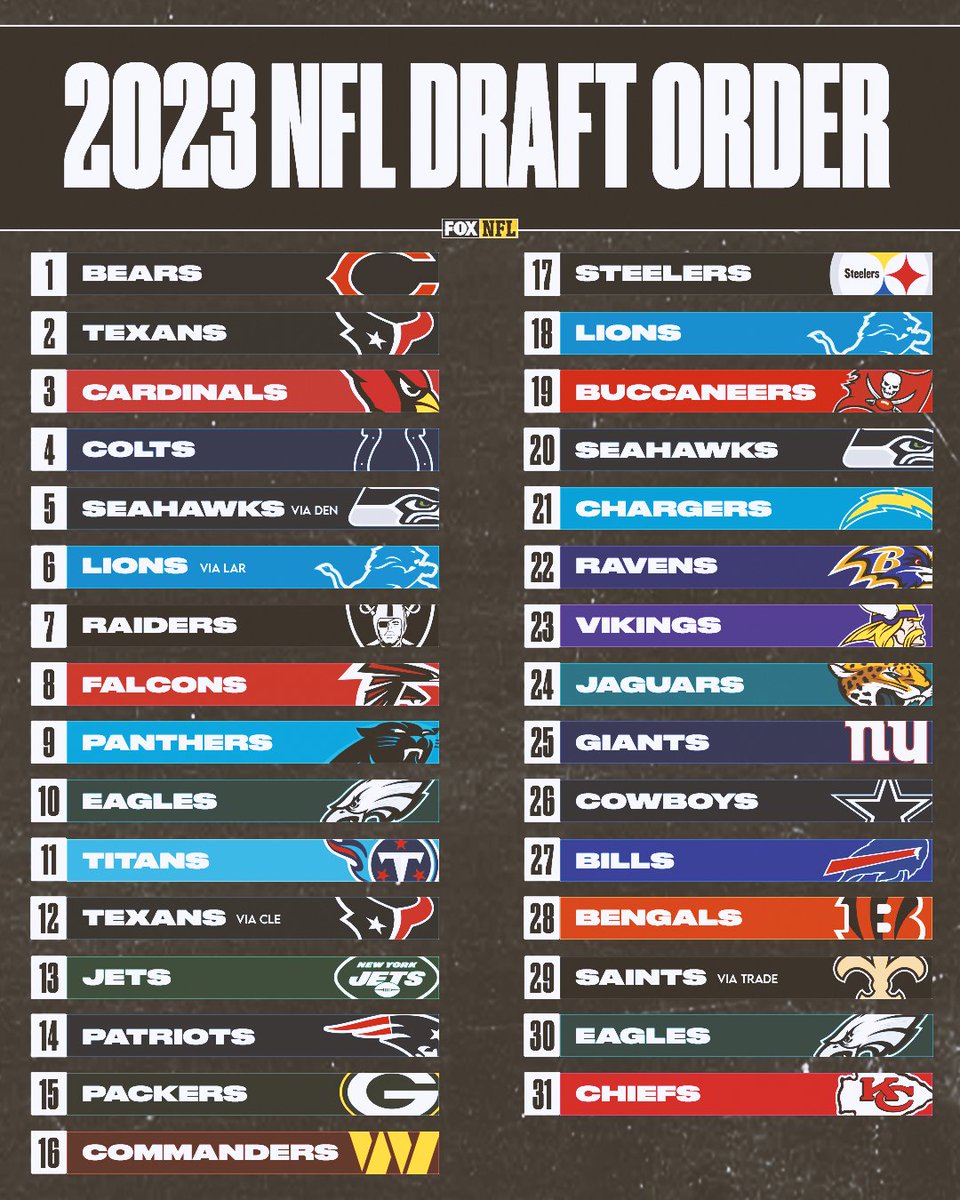 2023 NFL DRAFT ORDER
FOX NFL
1 BEARS
2 TEXANS
3 CARDINALS
4 COLTS
5 SEAHAWKS VIA DEN
6 LIONS VIA LAR
7 RAIDERS
8 FALCONS
9 PANTHERS
10 EAGLES
11 TITANS
T
12 TEXANS VIA CLE
13 JETS
NEW YORK
JETS
14 PATRIOTS
15 PACKERS
G
16 COMMANDERS
W
17 STEELERS
Steelers
18 LIONS
19 BUCCANEERS
20 SEAHAWKS
21 CHARGERS
22 RAVENS
B
23 VIKINGS
24 JAGUARS
25 GIANTS
ny
26 COWBOYS
27 BILLS
28 BENGALS
B
29 SAINTS VIA TRADE
30 EAGLES
31 CHIEFS
KC